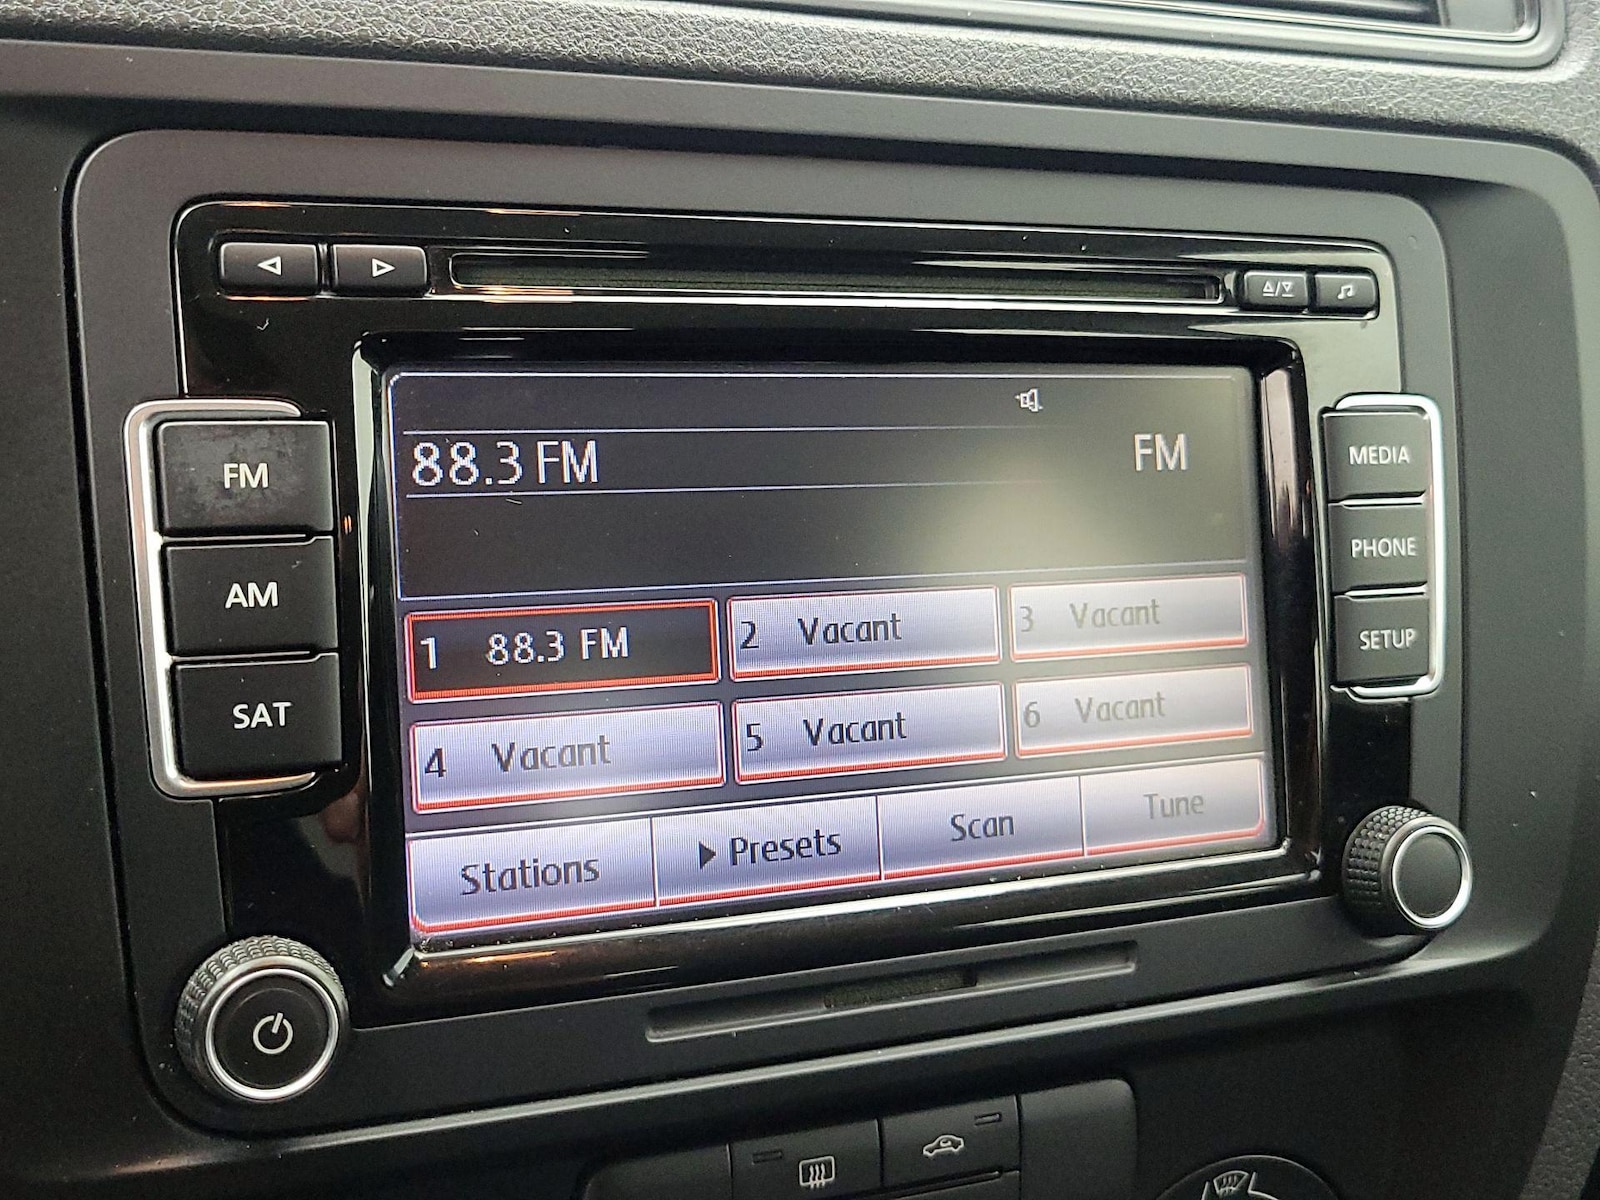 88.3 FM
FM
1 88.3 FM
2 Vacant
3 Vacant
4 Vacant
5 Vacant
6 Vacant
Stations
Presets
Scan
Tune
FM
AM
SAT
MEDIA
PHONE
SETUP